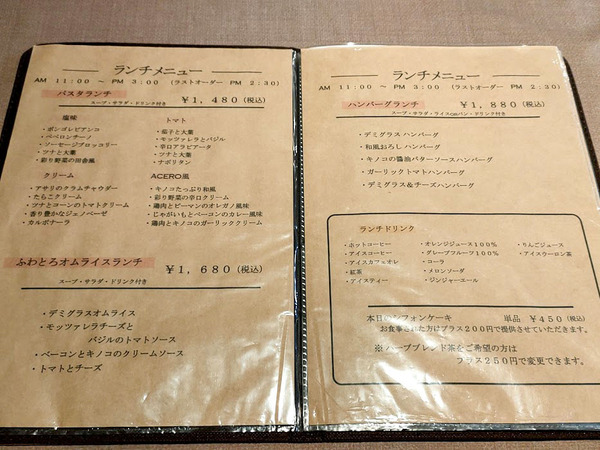 ランチメニュー
AM 11:00 ～ PM 3:00 (ラストオーダー PM 2:30)
パスタランチ ￥1,480(税込)
スープ・サラダ・ドリンク付き
塩味
・ボンゴレビアンコ
・ペペロンチーノ
・ソーセージブロッコリー
・ツナと大葉
・彩り野菜の田舎風
トマト
・茄子と大葉
・モッツァレラとバジル
・辛口アラビアータ
・ツナと大葉
・ナポリタン
クリーム
・アサリのクラムチャウダー
・たらこクリーム
・ツナとコーンのトマトクリーム
・香り豊かなジェノベーゼ
・カルボナーラ
ACERO風
・キノコたっぷり和風
・彩り野菜の辛口クリーム
・鶏肉とピーマンのオレガノ風味
・じゃがいもとベーコンのカレー風味
・鶏肉とキノコのガーリッククリーム
ふわとろオムライスランチ ￥1,680(税込)
スープ・サラダ・ドリンク付き
・デミグラスオムライス
・モッツァレラチーズと
バジルのトマトソース
・ベーコンとキノコのクリームソース
・トマトとチーズ
ランチメニュー
AM 11:00 ～ PM 3:00 (ラストオーダー PM 2:30)
ハンバーグランチ ￥1,880(税込)
スープ・サラダ・ライスorパン・ドリンク付き
・デミグラスハンバーグ
・和風おろしハンバーグ
・キノコの醬油バターソースハンバーグ
・ガーリックトマトハンバーグ
・デミグラス＆チーズハンバーグ
ランチドリンク
・ホットコーヒー
・アイスコーヒー
・アイスカフェオレ
・紅茶
・アイスティー
・オレンジジュース100%
・グレープフルーツ100%
・コーラ
・メロンソーダ
・ジンジャーエール
・りんごジュース
・アイスウーロン茶
本日のシフォンケーキ 単品 ￥450(税込)
お食事された方はプラス200円で提供させていただきます。
※ハーブブレンド茶をご希望の方は
プラス250円で変更できます。